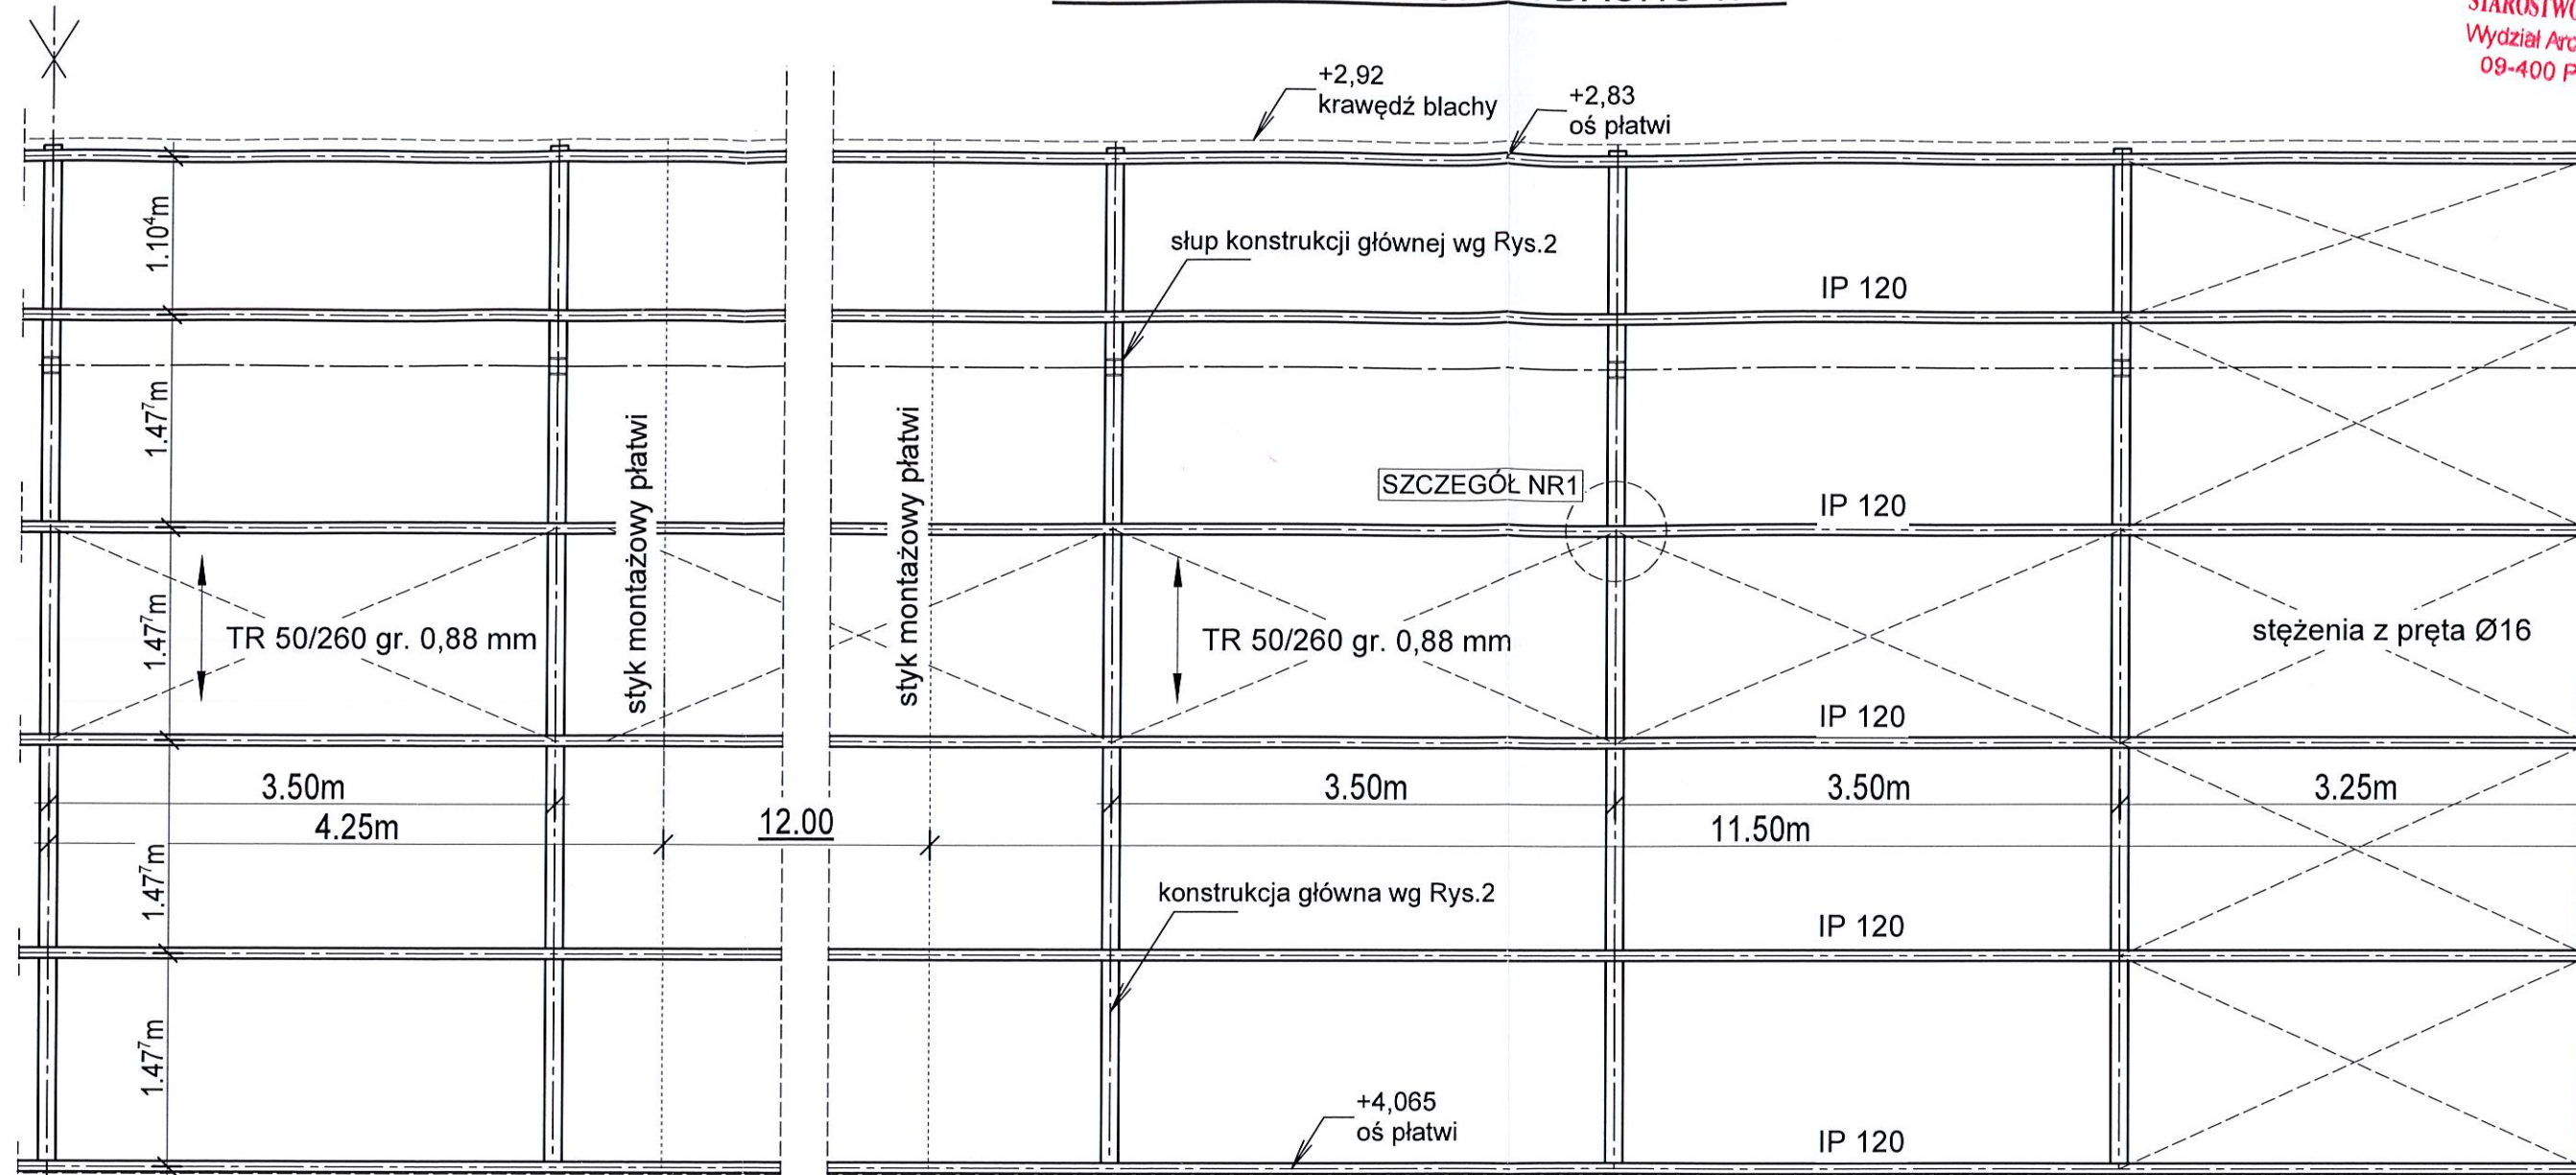 STAROSTWO
Wydział Arc
09-400 P
+2,92
krawędź blachy
+2,83
oś płatwi
1.10⁴m
słup konstrukcji głównej wg Rys.2
IP 120
1.47⁷m
styk montażowy płatwi
styk montażowy płatwi
SZCZEGÓŁ NR1
IP 120
1.47⁷m
TR 50/260 gr. 0,88 mm
TR 50/260 gr. 0,88 mm
stężenia z pręta Ø16
IP 120
3.50m
3.50m
3.50m
3.25m
4.25m
12.00
11.50m
1.47⁷m
konstrukcja główna wg Rys.2
IP 120
1.47⁷m
+4,065
oś płatwi
IP 120